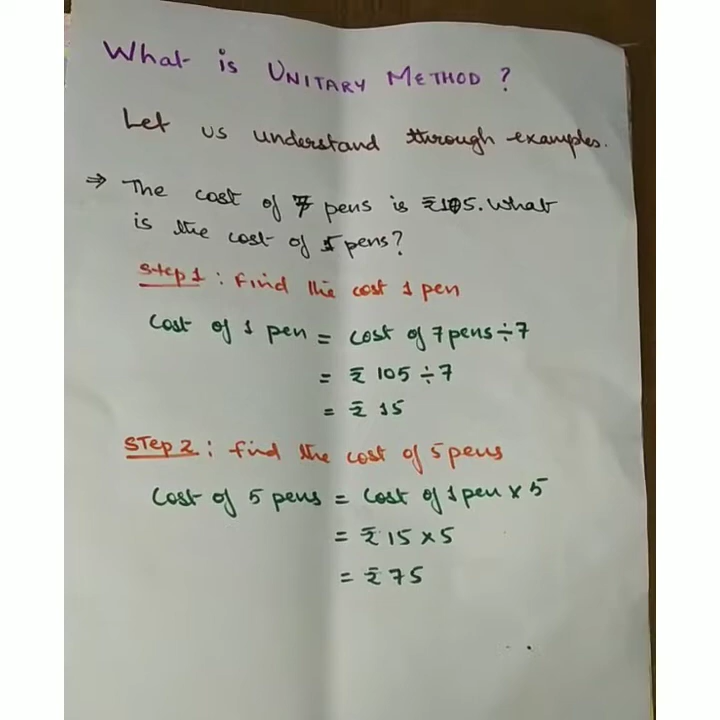 What is UNITARY METHOD?
Let us understand through examples.
⇒ The cost of 7 pens is ₹105. What
is the cost of 5 pens?
Step 1: Find the cost 1 pen
Cost of 1 pen = cost of 7 pens ÷ 7
= ₹ 105 ÷ 7
= ₹ 15
STep 2: find the cost of 5 pens
Cost of 5 pens = cost of 1 pen × 5
= ₹ 15 × 5
= ₹ 75